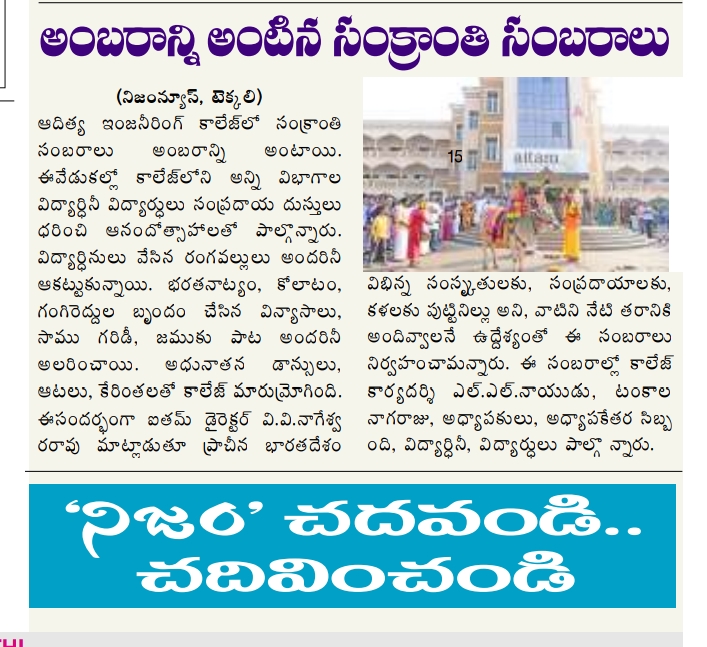 అంబరాన్ని అంటిన సంక్రాంతి సంబరాలు
(నిజంన్యూస్, టెక్కలి)
ఆదిత్య ఇంజనీరింగ్ కాలేజ్‌లో సంక్రాంతి
సంబరాలు అంబరాన్ని అంటాయి.
ఈవేడుకల్లో కాలేజ్‌లోని అన్ని విభాగాల
విద్యార్థినీ విద్యార్థులు సంప్రదాయ దుస్తులు
ధరించి ఆనందోత్సాహాలతో పాల్గొన్నారు.
విద్యార్థినులు వేసిన రంగవల్లులు అందరినీ
ఆకట్టుకున్నాయి. భరతనాట్యం, కోలాటం,
గంగిరెద్దుల బృందం చేసిన విన్యాసాలు,
సాము గరిడీ, జముకు పాట అందరినీ
అలరించాయి. అధునాతన డాన్సులు,
ఆటలు, కేరింతలతో కాలేజ్ మారుమ్రోగింది.
ఈసందర్భంగా ఐతమ్ డైరెక్టర్ వి.వి.నాగేశ్వ
రరావు మాట్లాడుతూ ప్రాచీన భారతదేశం
15
aitam
విభిన్న సంస్కృతులకు, సంప్రదాయాలకు,
కళలకు పుట్టినిల్లు అని, వాటిని నేటి తరానికి
అందివ్వాలనే ఉద్దేశ్యంతో ఈ సంబరాలు
నిర్వహించామన్నారు. ఈ సంబరాల్లో కాలేజ్
కార్యదర్శి ఎల్.ఎల్.నాయుడు, టంకాల
నాగరాజు, అధ్యాపకులు, అధ్యాపకేతర సిబ్బ
ంది, విద్యార్థినీ, విద్యార్థులు పాల్గొ న్నారు.
‘నిజం’ చదవండి..
చదివించండి